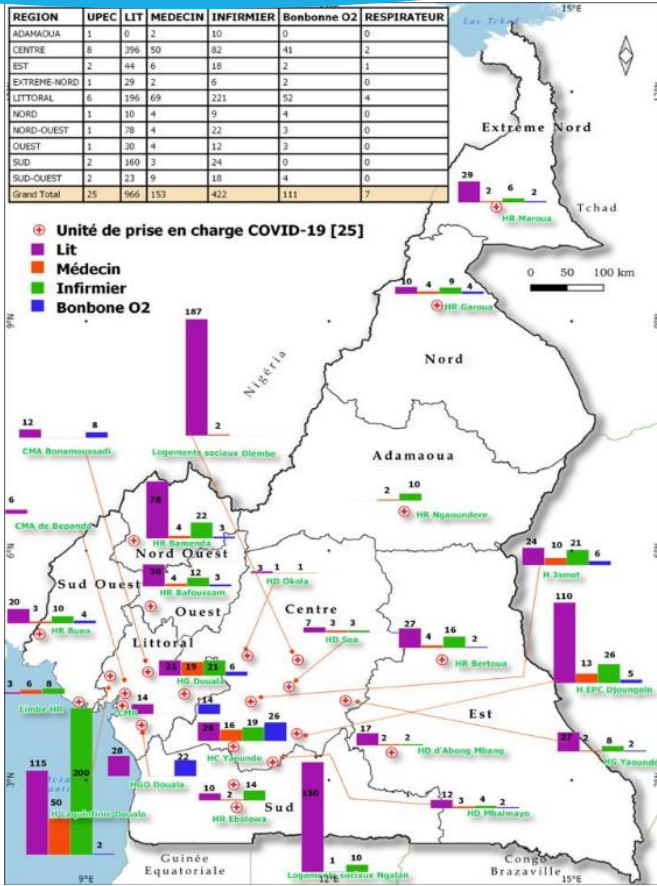 REGION UPEC LIT MEDECIN INFIRMIER Bonbonne O2 RESPIRATEUR
ADAMAOUA 1 0 2 10 0 0
CENTRE 8 396 50 82 41 2
EST 2 44 6 18 2 1
EXTREME-NORD 1 29 2 6 2 0
LITTORAL 6 196 69 221 52 4
NORD 1 10 4 9 4 0
NORD-OUEST 1 78 4 22 3 0
OUEST 1 30 4 12 3 0
SUD 2 160 3 24 0 0
SUD-OUEST 2 23 9 18 4 0
Grand Total 25 966 153 422 111 7
15°E
Lac Tchad
Extrême Nord
29
2 6 2
HR Maroua
Tchad
Unité de prise en charge COVID-19 [25]
Lit
Médecin
Infirmier
Bonbone O2
0 50 100 km
10 4 9 4
HR Garoua
9°N
Nord
187
2
Logements sociaux Olembe
Nigéria
12 8
CMA Bonamoussadi
Adamaoua
2 10
HR Ngaoundere
6
CMA de Bepanda
78
4 22 3
HR Bamenda
Nord Ouest
6°N
30
4 12 3
HR Bafoussam
Sud Ouest
Ouest
3 1 1
HD Okola
24 10 21 6
H Jamot
20
3 10 4
HR Buea
Centre
7 3 3
HD Soa
27
4 16 2
HR Bertoua
110
13 26 5
H EPC Djoungolo
Littoral
21 19 21 6
HG Douala
3 6 8
Limbe HR
14 14
CMA
28 16 19 26
HC Yaounde
Est
17
2 2
HD d'Abong Mbang
27
2 8 2
HG Yaoundé
28 22
HGO Douala
3°N
115
50
200
2
H Laquintinie Douala
10 2 14
HR Ebolowa
Sud
150
1 10
Logements sociaux Ngalan
12
3 4 2
HD Mbalmayo
Guinée
Equatoriale
Congo
Brazaville
9°E
12°E
15°E